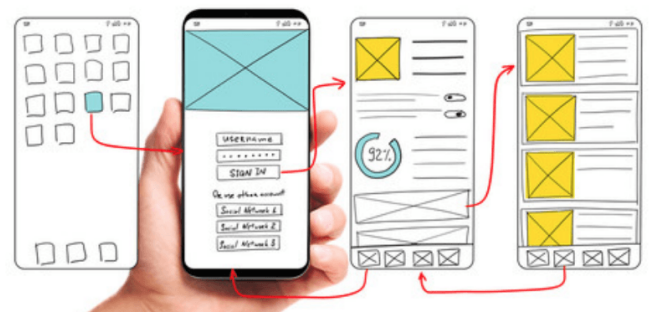 Username
SIGN IN
Or use other account
Social Network 1
Social Network 2
Social Network 3
92%